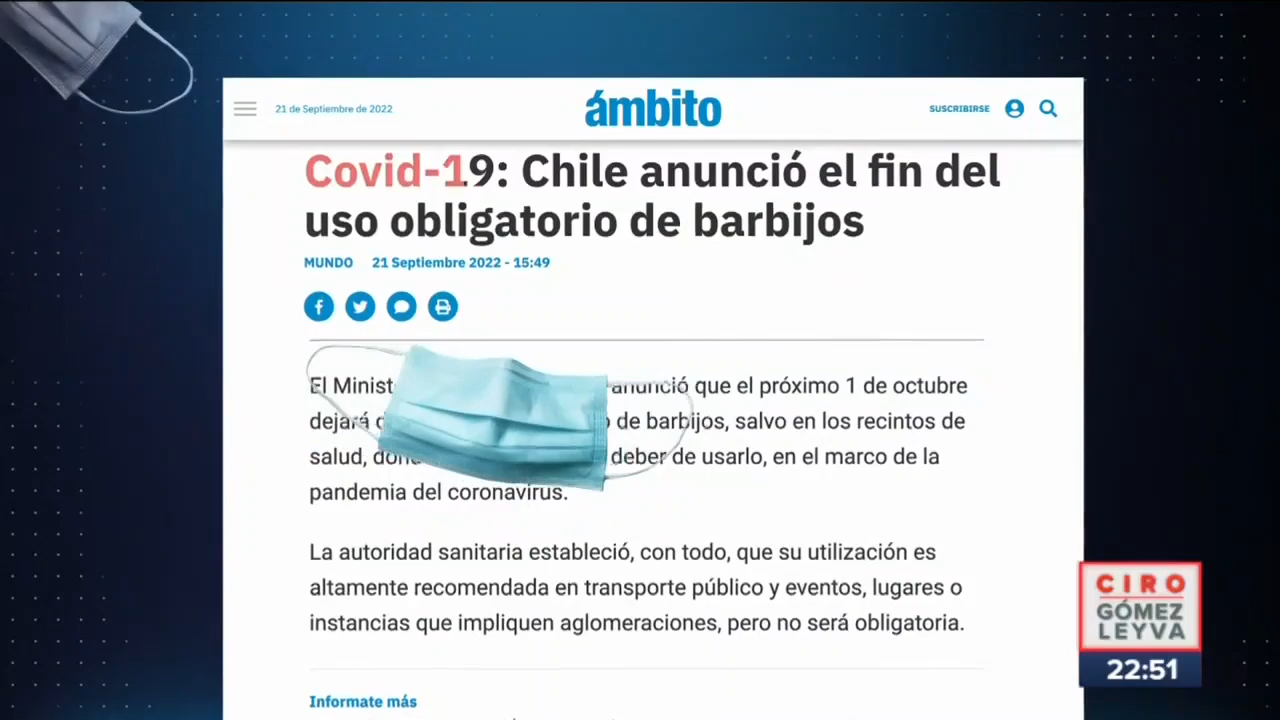 21 de Septiembre de 2022
ámbito
SUSCRIBIRSE
Covid-19: Chile anunció el fin del
uso obligatorio de barbijos
MUNDO 21 Septiembre 2022 - 15:49
El anunció que el próximo 1 de octubre
dejará de barbijos, salvo en los recintos de
salud, deber de usarlo, en el marco de la
pandemia del coronavirus.
La autoridad sanitaria estableció, con todo, que su utilización es
altamente recomendada en transporte público y eventos, lugares o
instancias que impliquen aglomeraciones, pero no será obligatoria.
Informate más
CIRO
GÓMEZ
LEYVA
22:51